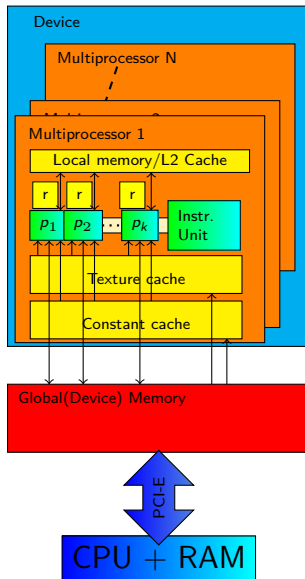 Device
Multiprocessor N
Multiprocessor 1
Local memory/L2 Cache
r r r
p1 p2 ··· pk
Instr.
Unit
Texture cache
Constant cache
Global(Device) Memory
PCI-E
CPU + RAM